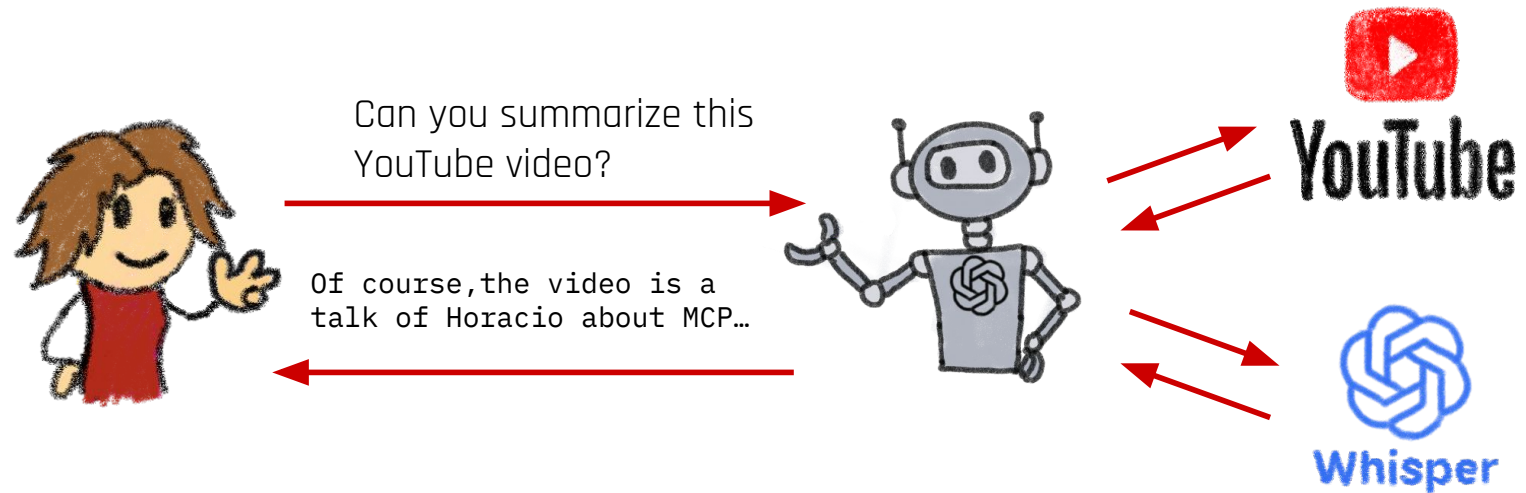 Can you summarize this
YouTube video?
Of course,the video is a
talk of Horacio about MCP…
YouTube
Whisper